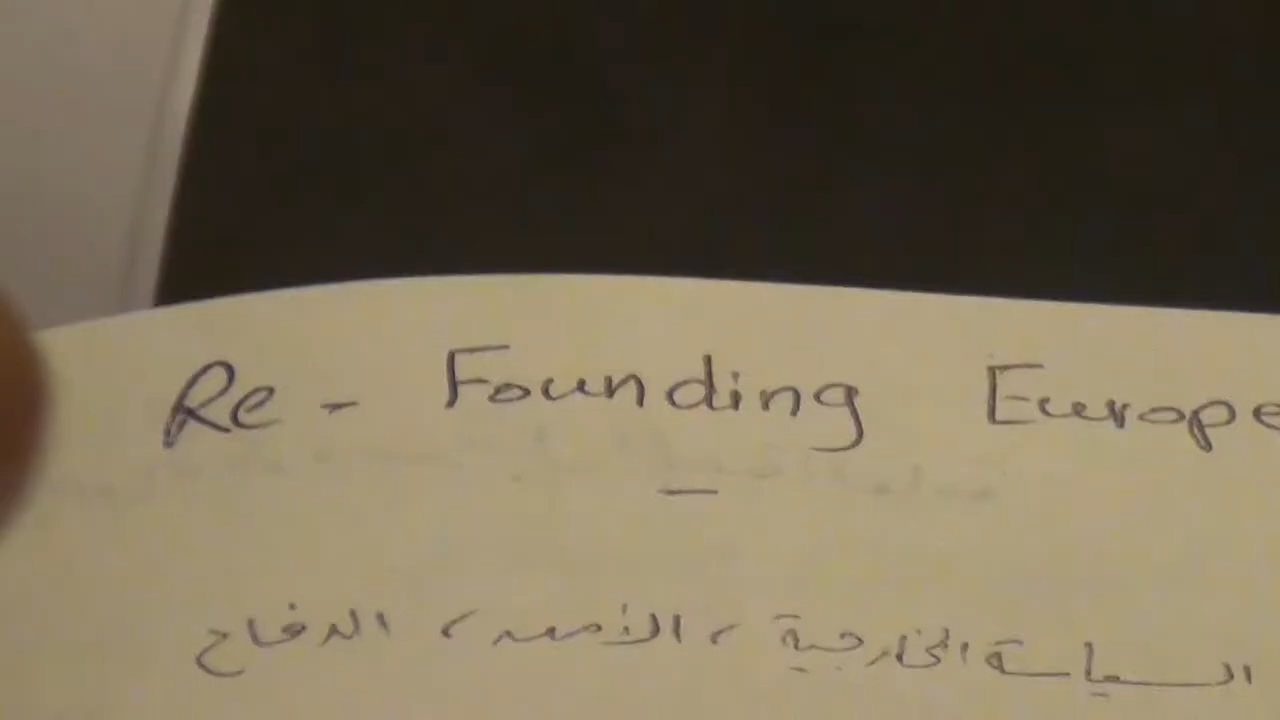 Re - Founding Europe
السياسة الخارجية ، الأمن ، الدفاع